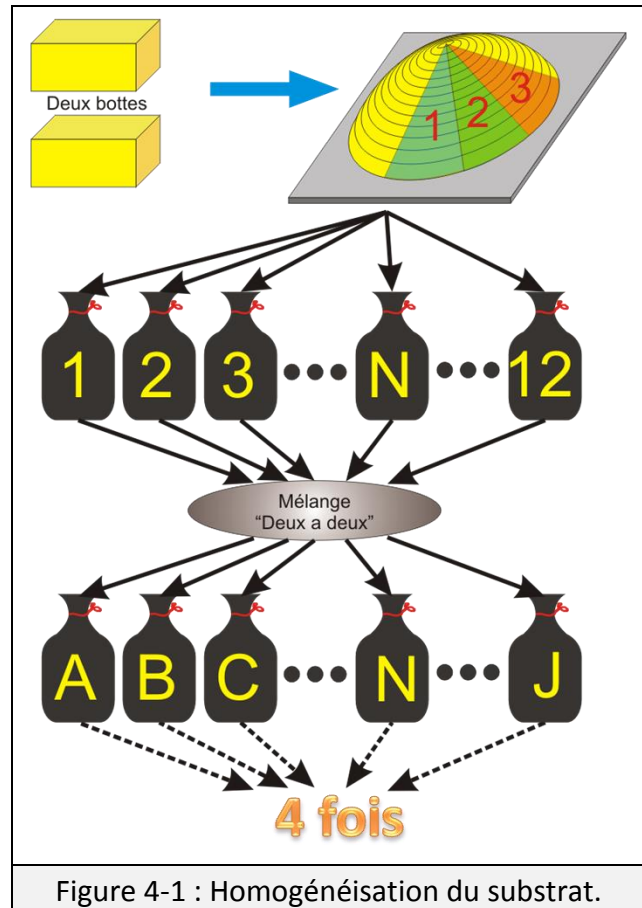 Deux bottes
1 2 3
1 2 3 ••• N ••• 12
Mélange
"Deux a deux"
A B C ••• N ••• J
4 fois
Figure 4-1 : Homogénéisation du substrat.